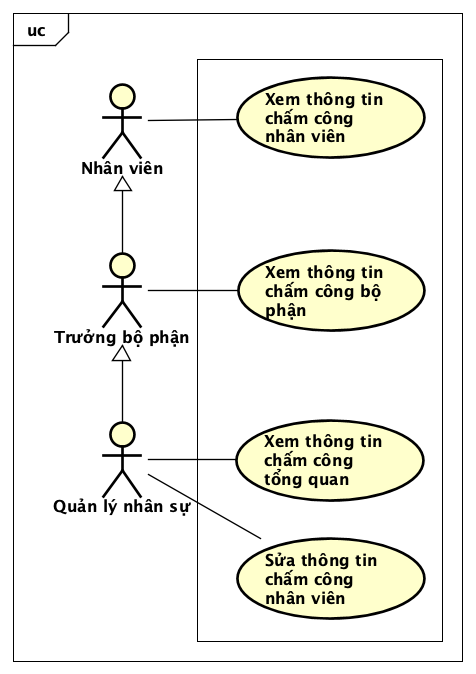 uc
Xem thông tin
chấm công
nhân viên
Nhân viên
Xem thông tin
chấm công bộ
phận
Trưởng bộ phận
Xem thông tin
chấm công
tổng quan
Quản lý nhân sự
Sửa thông tin
chấm công
nhân viên